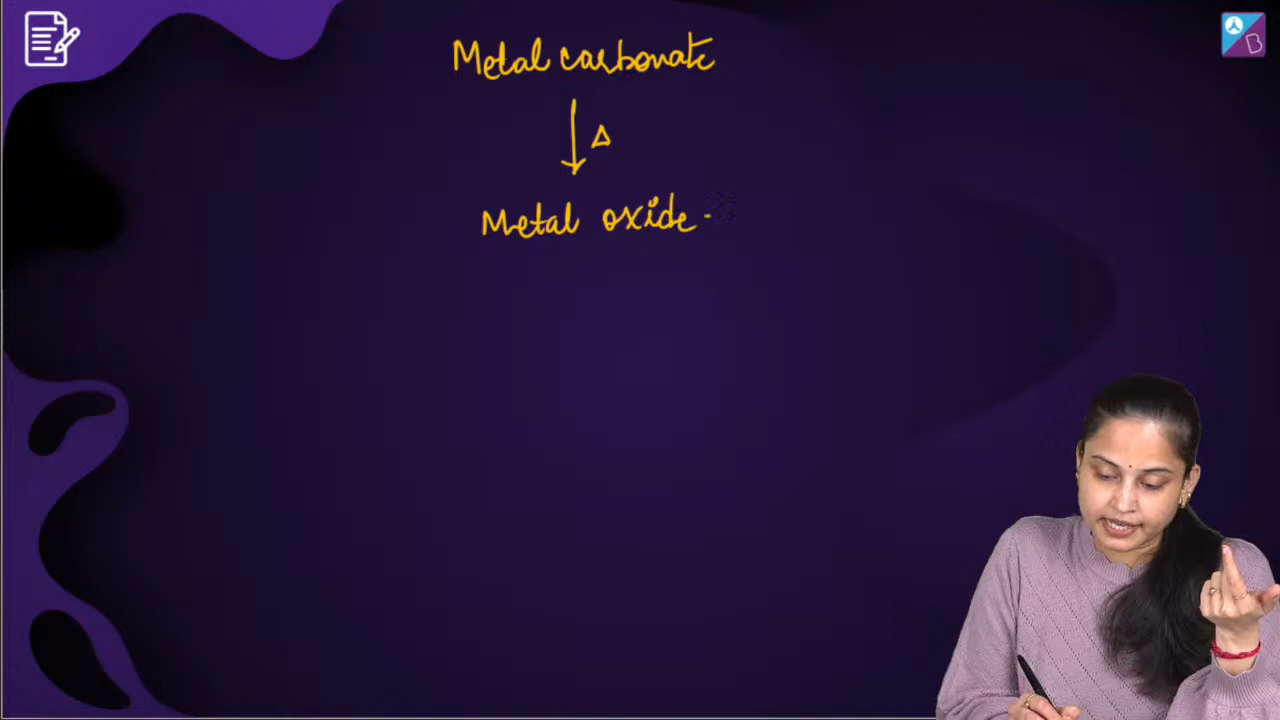 Metal carbonate
↓ Δ
Metal oxide -
B